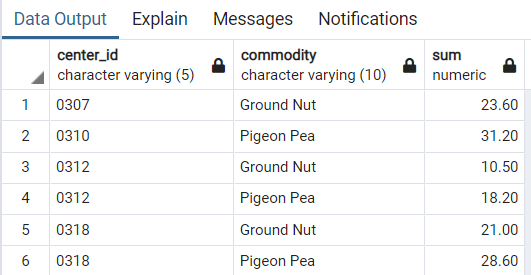 Data Output Explain Messages Notifications
center_id commodity sum
character varying (5) character varying (10) numeric
1 0307 Ground Nut 23.60
2 0310 Pigeon Pea 31.20
3 0312 Ground Nut 10.50
4 0312 Pigeon Pea 18.20
5 0318 Ground Nut 21.00
6 0318 Pigeon Pea 28.60